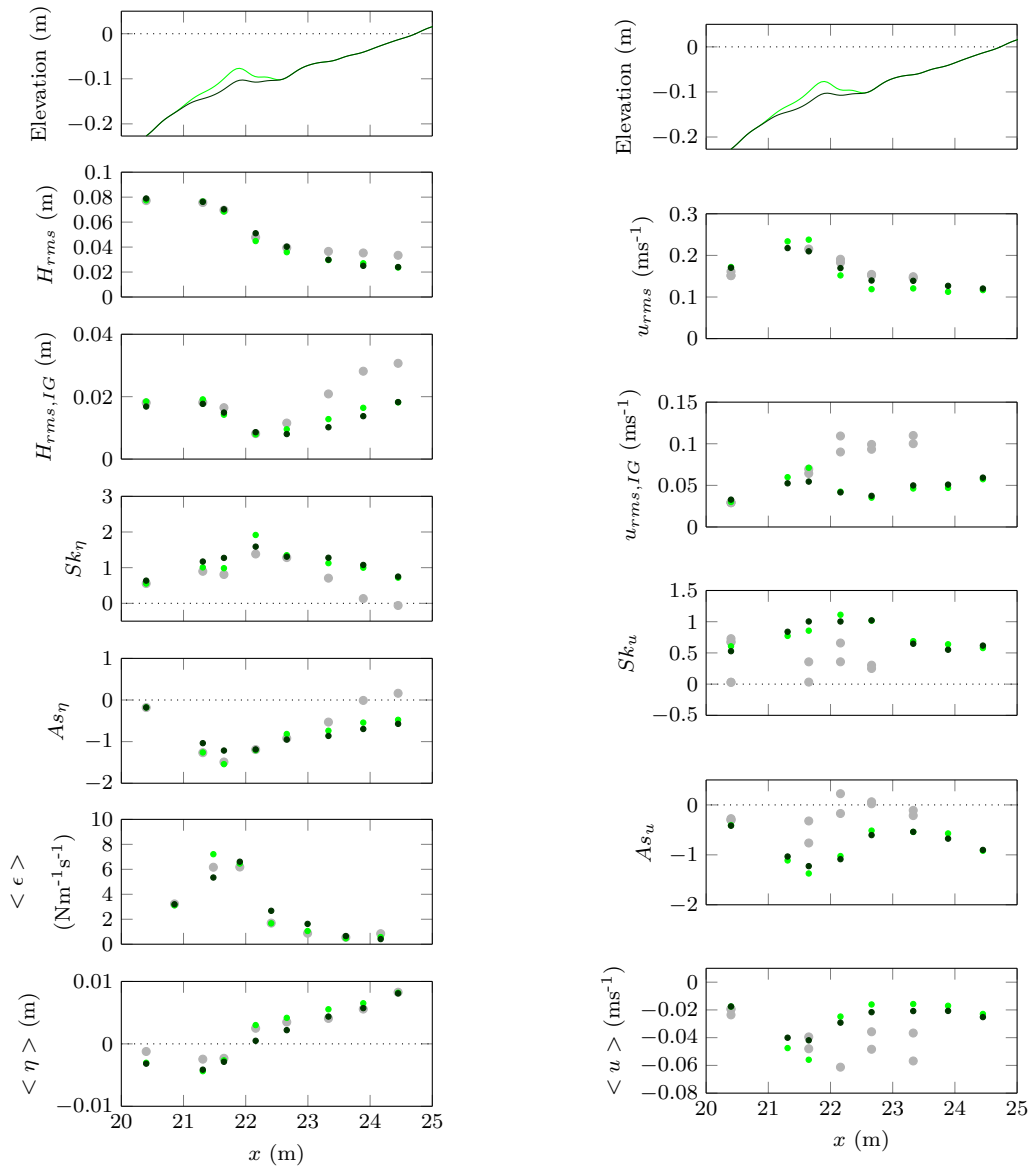 Elevation (m)
0
−0.1
−0.2
H_rms (m)
0.1
0.08
0.06
0.04
0.02
0
H_rms,IG (m)
0.04
0.02
0
Sk_η
3
2
1
0
As_η
1
0
−1
−2
< ϵ >
(Nm⁻¹s⁻¹)
10
8
6
4
2
0
< η > (m)
0.01
0
−0.01
20 21 22 23 24 25
x (m)
Elevation (m)
0
−0.1
−0.2
u_rms (ms⁻¹)
0.3
0.2
0.1
0
u_rms,IG (ms⁻¹)
0.15
0.1
0.05
0
Sk_u
1.5
1
0.5
0
−0.5
As_u
0
−1
−2
< u > (ms⁻¹)
0
−0.02
−0.04
−0.06
−0.08
20 21 22 23 24 25
x (m)